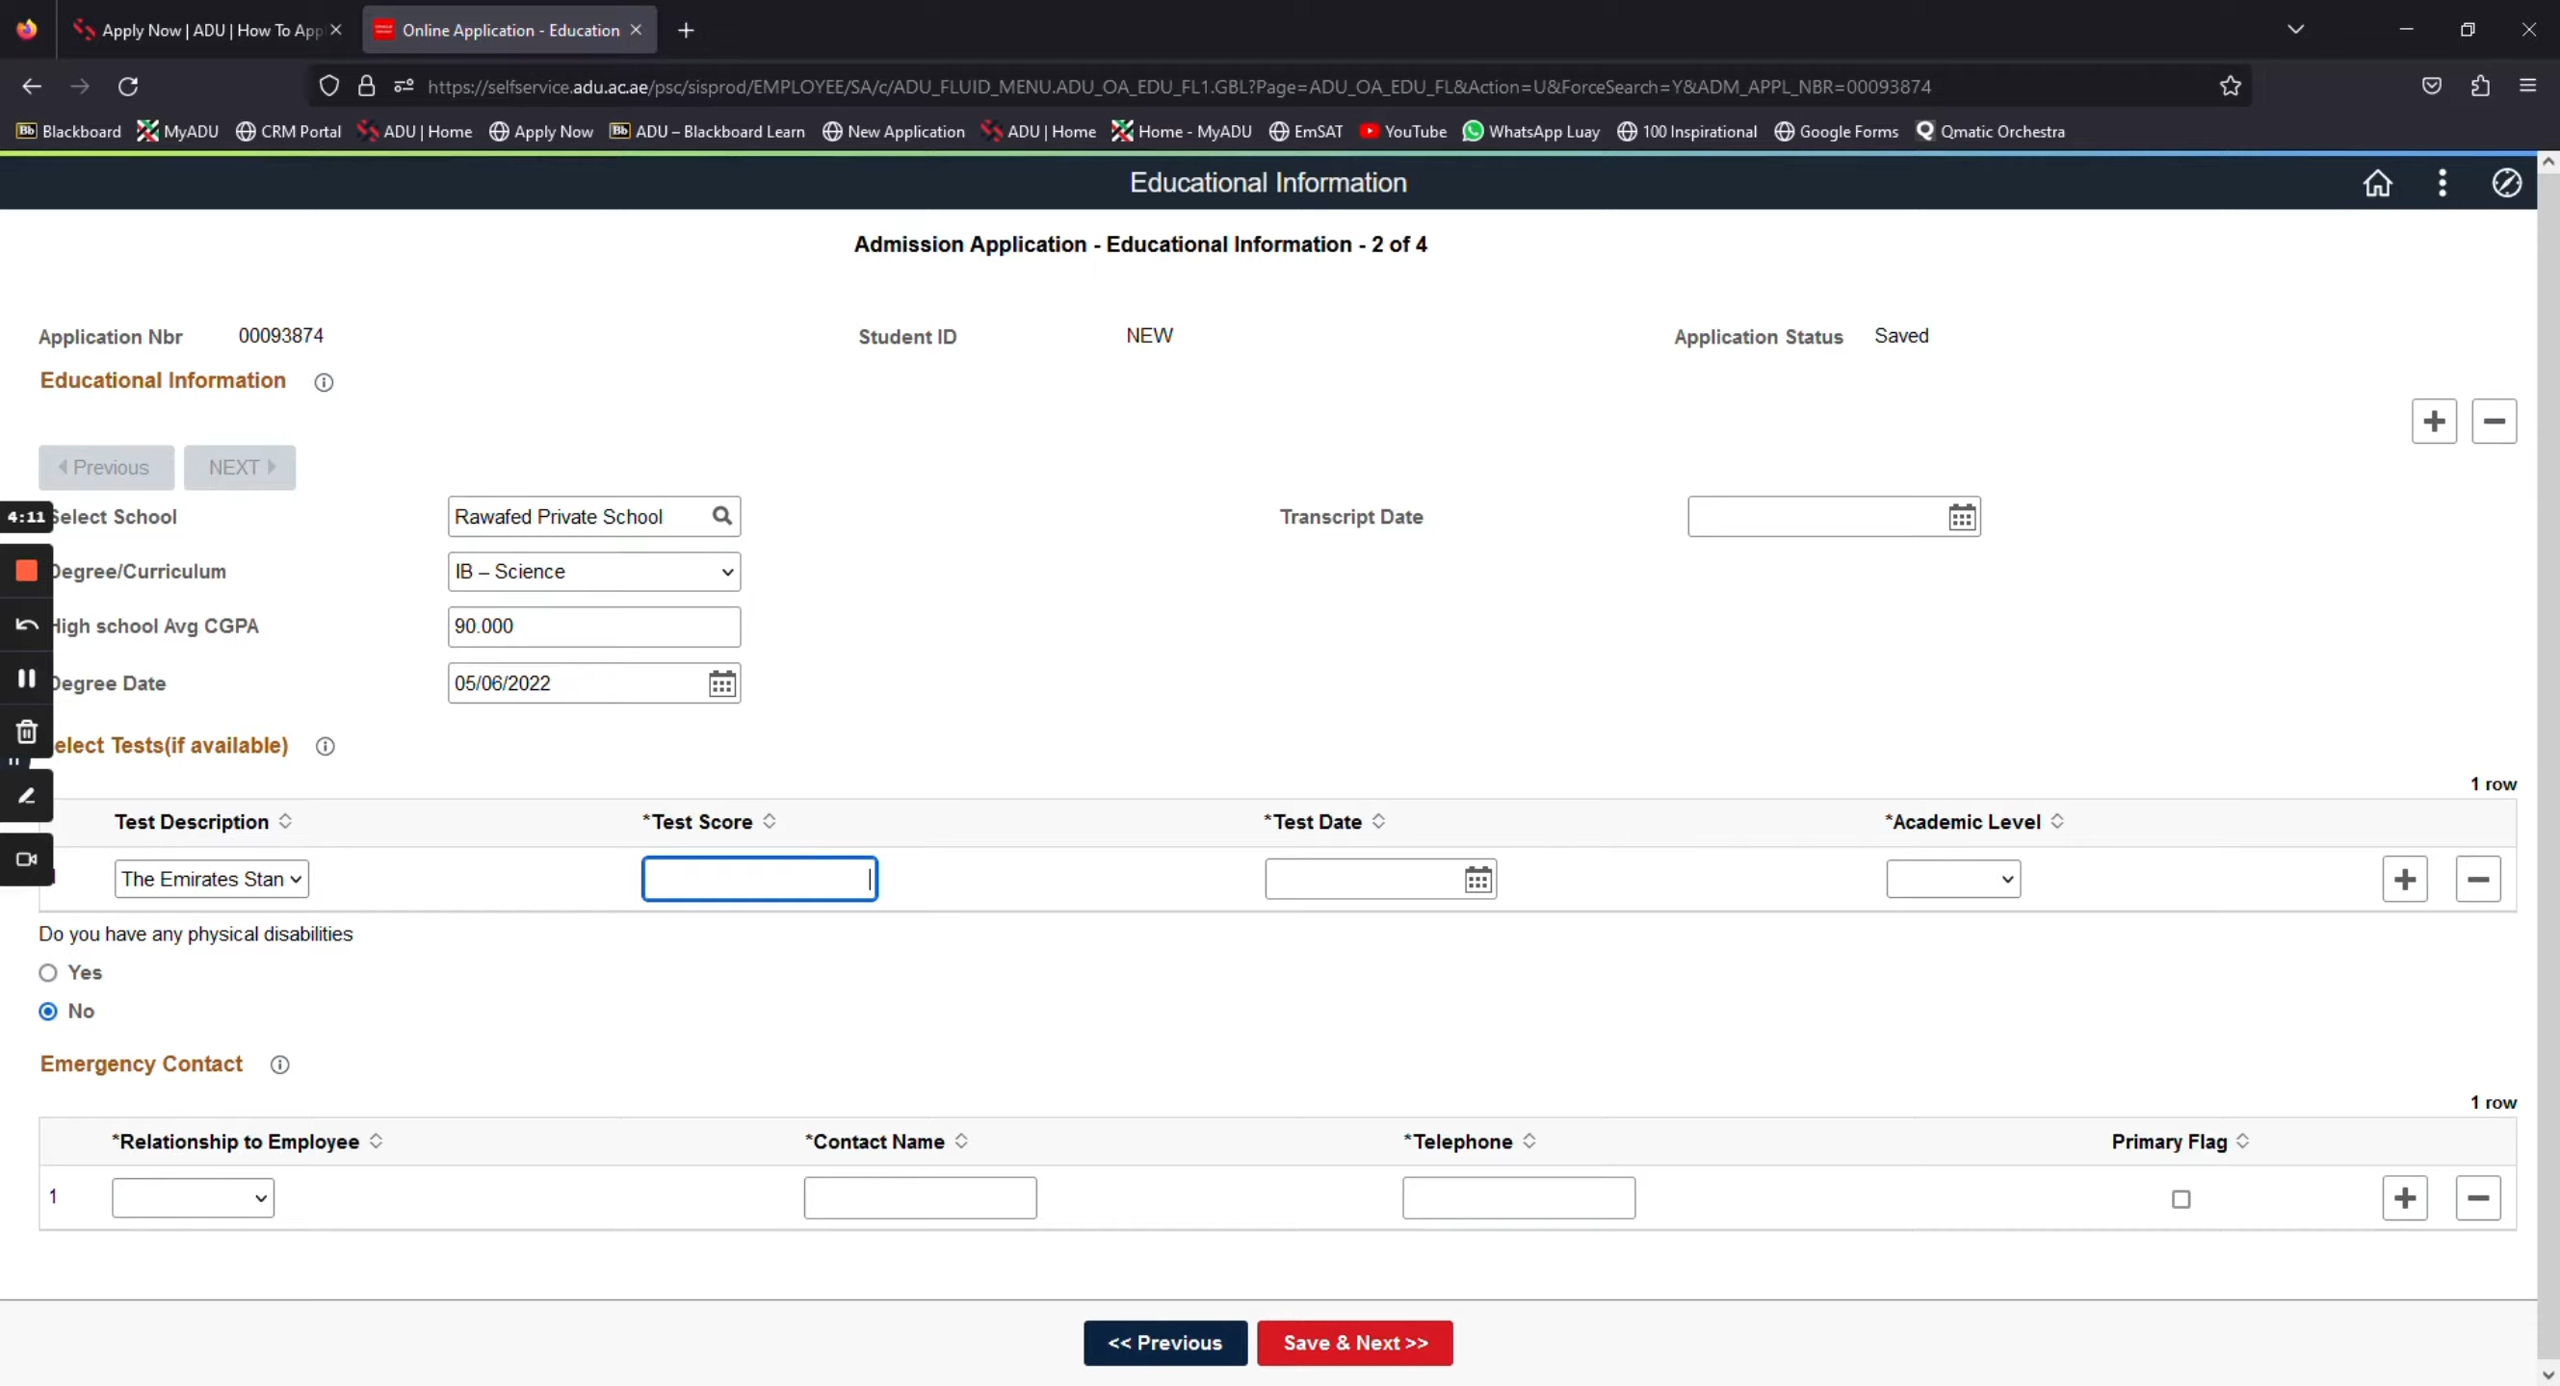 Apply Now | ADU | How To App
Online Application - Education
https://selfservice.adu.ac.ae/psc/sisprod/EMPLOYEE/SA/c/ADU_FLUID_MENU.ADU_OA_EDU_FL1.GBL?Page=ADU_OA_EDU_FL&Action=U&ForceSearch=Y&ADM_APPL_NBR=00093874
Bb Blackboard MyADU CRM Portal ADU | Home Apply Now Bb ADU – Blackboard Learn New Application ADU | Home Home - MyADU EmSAT YouTube WhatsApp Luay 100 Inspirational Google Forms Qmatic Orchestra
Educational Information
Admission Application - Educational Information - 2 of 4
Application Nbr 00093874 Student ID NEW Application Status Saved
Educational Information
Previous NEXT
4:11
Select School Rawafed Private School Transcript Date
Degree/Curriculum IB – Science
High school Avg CGPA 90.000
Degree Date 05/06/2022
elect Tests(if available)
1 row
Test Description *Test Score *Test Date *Academic Level
The Emirates Stan
Do you have any physical disabilities
Yes
No
Emergency Contact
1 row
*Relationship to Employee *Contact Name *Telephone Primary Flag
1
<< Previous Save & Next >>